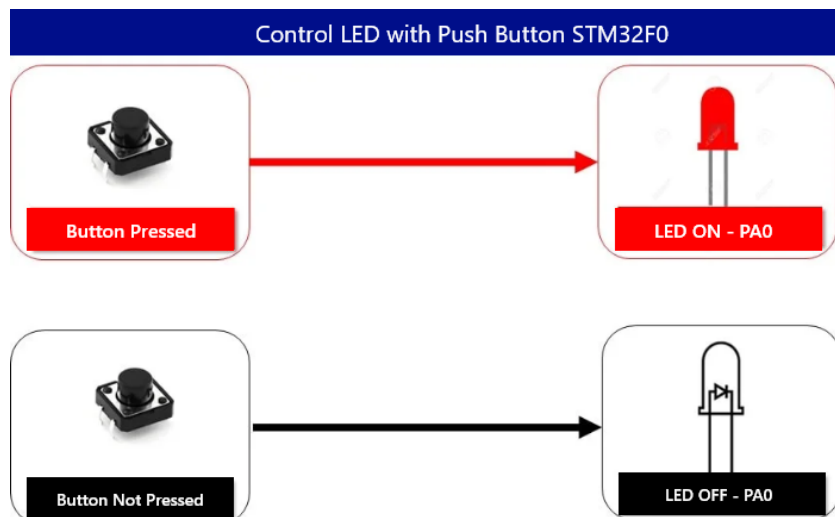 Control LED with Push Button STM32F0
Button Pressed
LED ON - PA0
Button Not Pressed
LED OFF - PA0